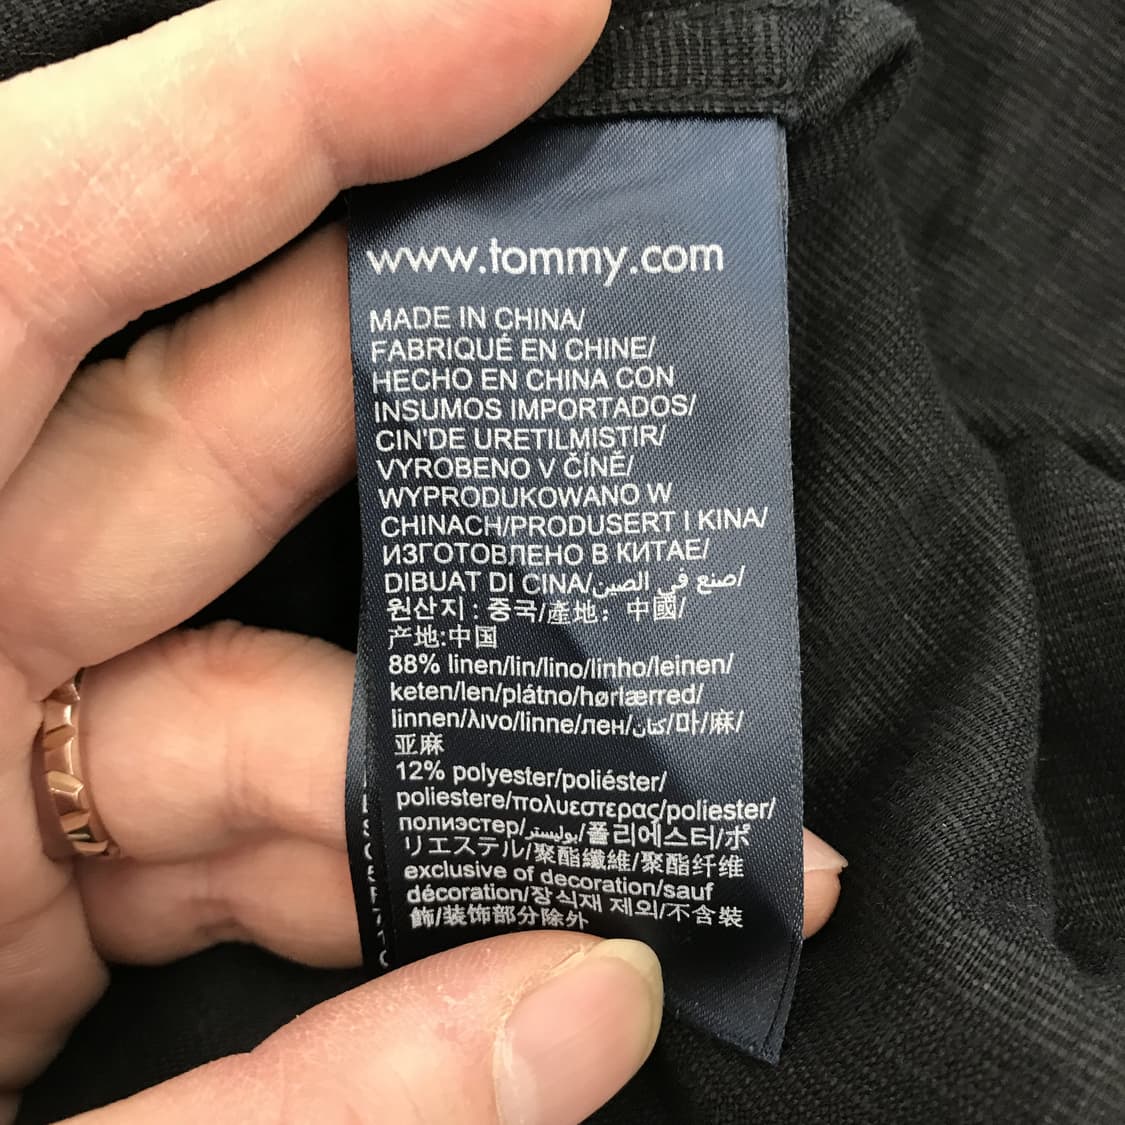 www.tommy.com
MADE IN CHINA/
FABRIQUÉ EN CHINE/
HECHO EN CHINA CON
INSUMOS IMPORTADOS/
CIN'DE URETILMISTIR/
VYROBENO V ČÍNĚ/
WYPRODUKOWANO W
CHINACH/PRODUSERT I KINA/
ИЗГОТОВЛЕНО В КИТАЕ/
DIBUAT DI CINA/صنع في الصين/
원산지 : 중국/產地：中國/
产地:中国
88% linen/lin/lino/linho/leinen/
keten/len/plátno/hørlærred/
linnen/λινο/linne/лен/كتان/마/麻/
亚麻
12% polyester/poliéster/
poliestere/πολυεστερας/poliester/
полиэстер/بوليستر/폴리에스터/ポ
リエステル/聚酯纖維/聚酯纤维
exclusive of decoration/sauf
décoration/장식재 제외/不含裝
飾/装饰部分除外